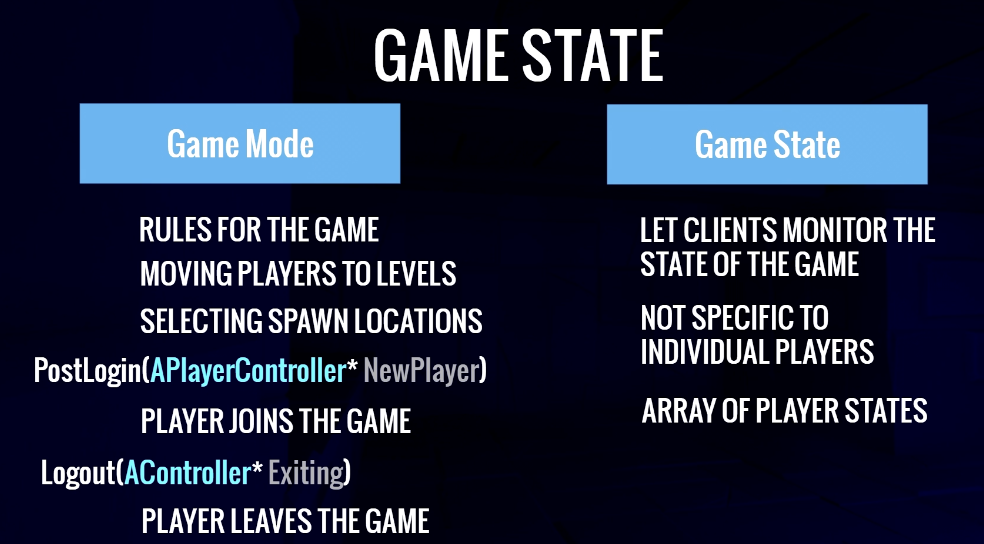 GAME STATE
Game Mode
RULES FOR THE GAME
MOVING PLAYERS TO LEVELS
SELECTING SPAWN LOCATIONS
PostLogin(APlayerController* NewPlayer)
PLAYER JOINS THE GAME
Logout(AController* Exiting)
PLAYER LEAVES THE GAME
Game State
LET CLIENTS MONITOR THE
STATE OF THE GAME
NOT SPECIFIC TO
INDIVIDUAL PLAYERS
ARRAY OF PLAYER STATES